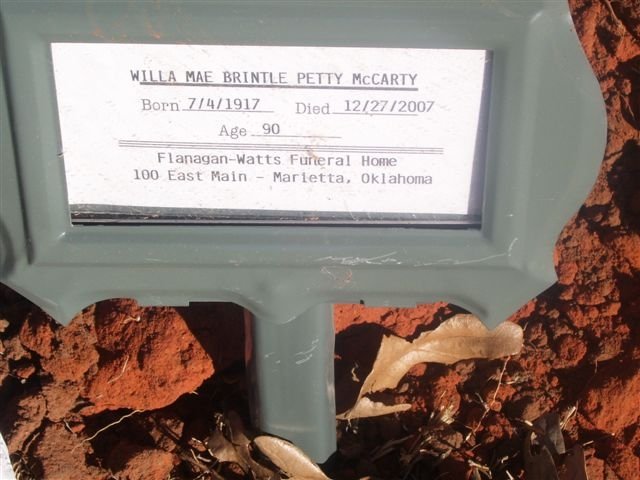 WILLA MAE BRINTLE PETTY McCARTY
Born 7/4/1917 Died 12/27/2007
Age 90
Flanagan-Watts Funeral Home
100 East Main - Marietta, Oklahoma